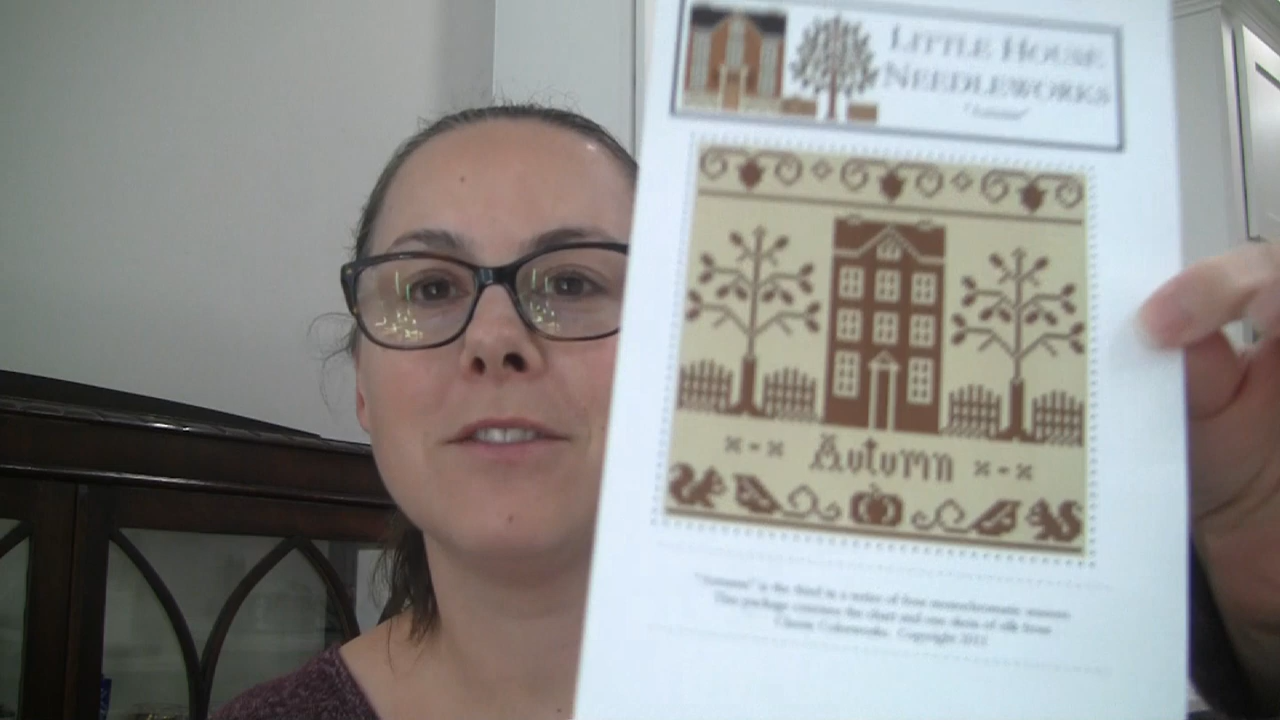 LITTLE HOUSE
NEEDLEWORKS
"Autumn"
Autumn
"Autumn" is the third in a series of four monochromatic seasons.
This package contains the chart and one skein of silk from
Classic Colorworks. Copyright 2012